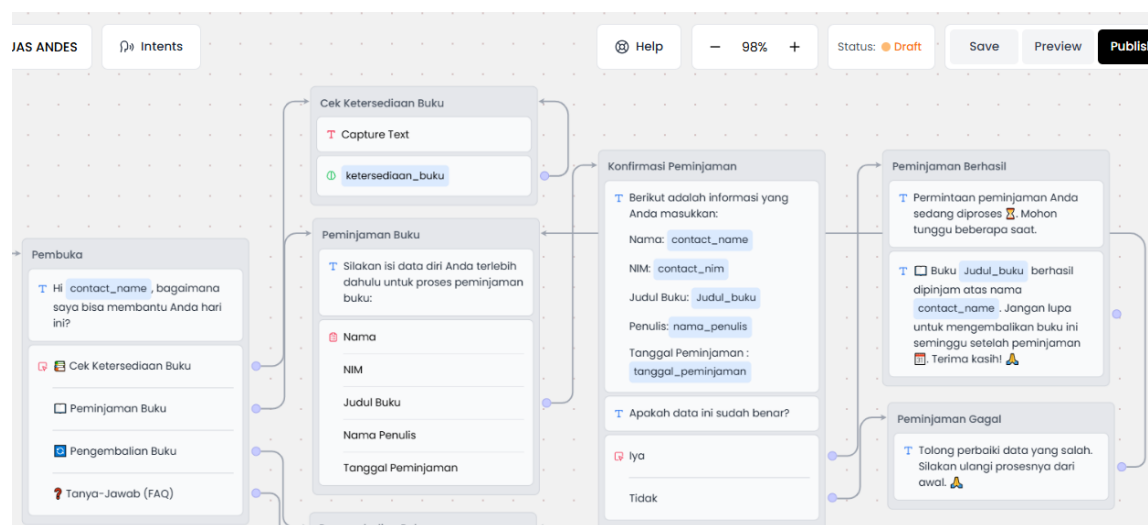 JAS ANDES
Intents
Help
98%
Status: Draft
Save
Preview
Publish
Pembuka
Hi contact_name , bagaimana
saya bisa membantu Anda hari
ini?
Cek Ketersediaan Buku
Peminjaman Buku
Pengembalian Buku
Tanya-Jawab (FAQ)
Cek Ketersediaan Buku
Capture Text
ketersediaan_buku
Peminjaman Buku
Silakan isi data diri Anda terlebih
dahulu untuk proses peminjaman
buku:
Nama
NIM
Judul Buku
Nama Penulis
Tanggal Peminjaman
Konfirmasi Peminjaman
Berikut adalah informasi yang
Anda masukkan:
Nama: contact_name
NIM: contact_nim
Judul Buku: Judul_buku
Penulis: nama_penulis
Tanggal Peminjaman :
tanggal_peminjaman
Apakah data ini sudah benar?
Iya
Tidak
Peminjaman Berhasil
Permintaan peminjaman Anda
sedang diproses ⏳. Mohon
tunggu beberapa saat.
Buku Judul_buku berhasil
dipinjam atas nama
contact_name . Jangan lupa
untuk mengembalikan buku ini
seminggu setelah peminjaman
📅. Terima kasih! 🙏
Peminjaman Gagal
Tolong perbaiki data yang salah.
Silakan ulangi prosesnya dari
awal. 🙏